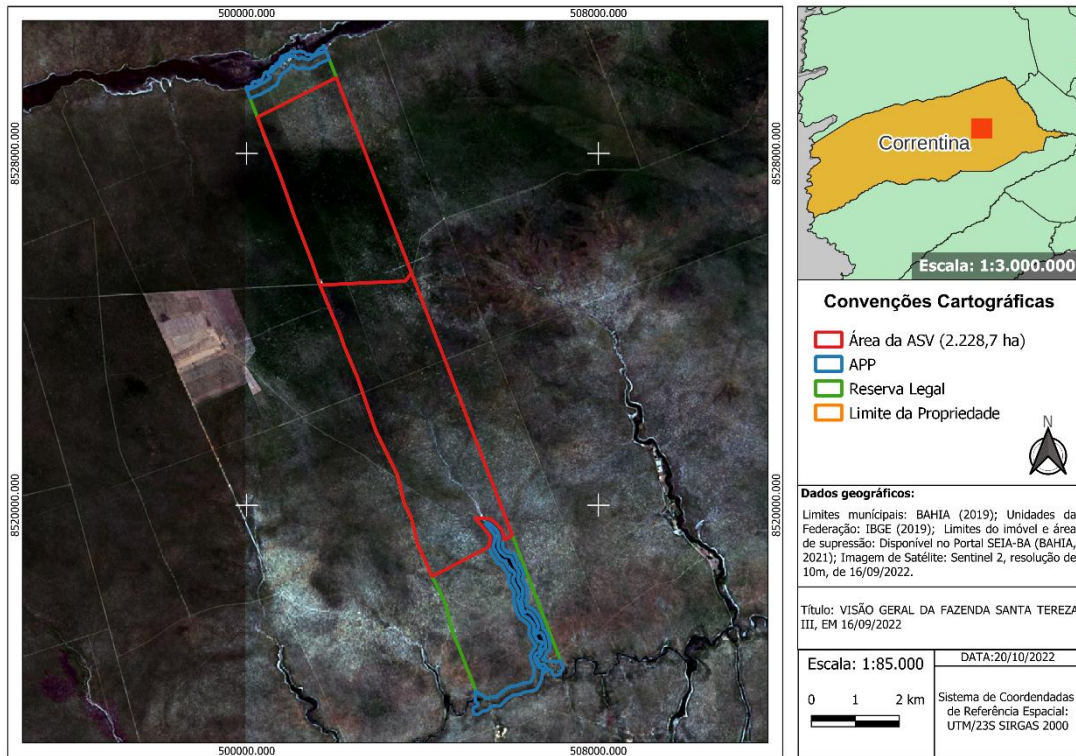 500000.000
508000.000
8528000.000
8528000.000
8520000.000
8520000.000
500000.000
508000.000
Correntina
Escala: 1:3.000.000
Convenções Cartográficas
Área da ASV (2.228,7 ha)
APP
Reserva Legal
Limite da Propriedade
N
Dados geográficos:
Limites munícipais: BAHIA (2019); Unidades da
Federação: IBGE (2019); Limites do imóvel e área
de supressão: Disponível no Portal SEIA-BA (BAHIA,
2021); Imagem de Satélite: Sentinel 2, resolução de
10m, de 16/09/2022.
Título: VISÃO GERAL DA FAZENDA SANTA TEREZA
III, EM 16/09/2022
Escala: 1:85.000
0 1 2 km
DATA:20/10/2022
Sistema de Coordendadas
de Referência Espacial:
UTM/23S SIRGAS 2000